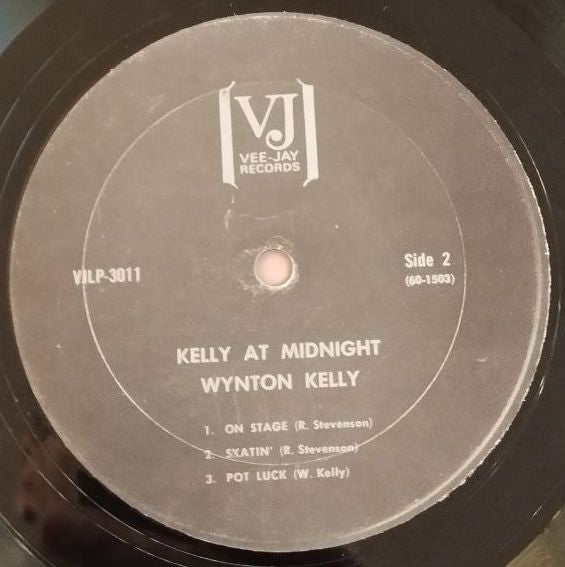 VJ
VEE-JAY
RECORDS
VJLP-3011
Side 2
(60-1503)
KELLY AT MIDNIGHT
WYNTON KELLY
1. ON STAGE (R. Stevenson)
2. SKATIN' (R. Stevenson)
3. POT LUCK (W. Kelly)